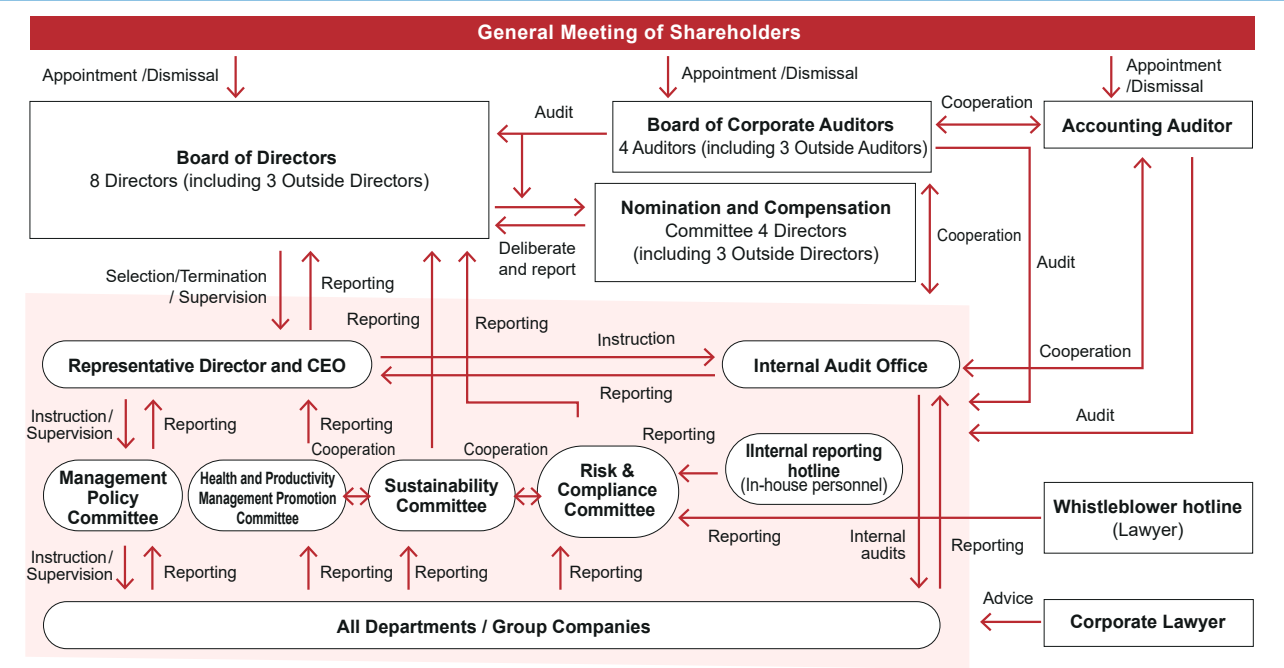 General Meeting of Shareholders
Appointment /Dismissal
Appointment /Dismissal
Appointment
/Dismissal
Board of Directors
8 Directors (including 3 Outside Directors)
Audit
Board of Corporate Auditors
4 Auditors (including 3 Outside Auditors)
Cooperation
Accounting Auditor
Nomination and Compensation
Committee 4 Directors
(including 3 Outside Directors)
Deliberate
and report
Cooperation
Audit
Selection/Termination
/ Supervision
Reporting
Reporting
Reporting
Representative Director and CEO
Instruction
Reporting
Internal Audit Office
Cooperation
Audit
Instruction/
Supervision
Reporting
Reporting
Cooperation
Cooperation
Reporting
Management
Policy
Committee
Health and Productivity
Management Promotion
Committee
Sustainability
Committee
Risk &
Compliance
Committee
IInternal reporting
hotline
(In-house personnel)
Whistleblower hotline
(Lawyer)
Reporting
Internal
audits
Reporting
Instruction/
Supervision
Reporting
Reporting
Reporting
Reporting
All Departments / Group Companies
Advice
Corporate Lawyer